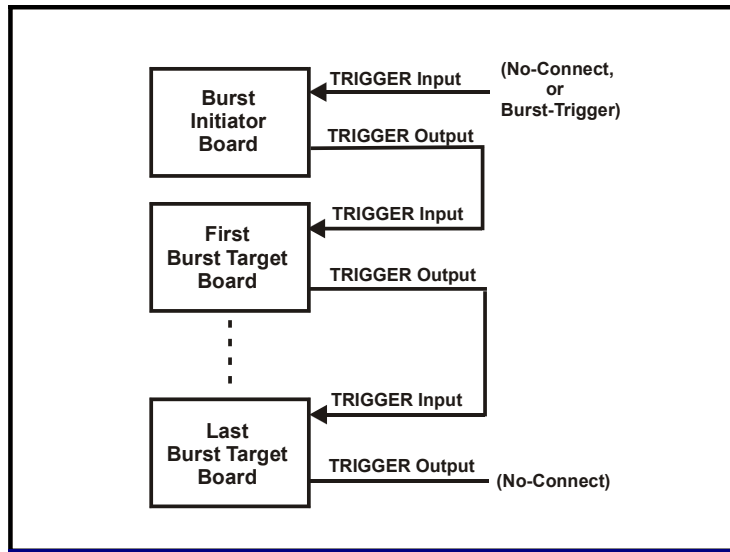 Burst
Initiator
Board
TRIGGER Input
(No-Connect,
or
Burst-Trigger)
TRIGGER Output
First
Burst Target
Board
TRIGGER Input
TRIGGER Output
Last
Burst Target
Board
TRIGGER Input
TRIGGER Output
(No-Connect)